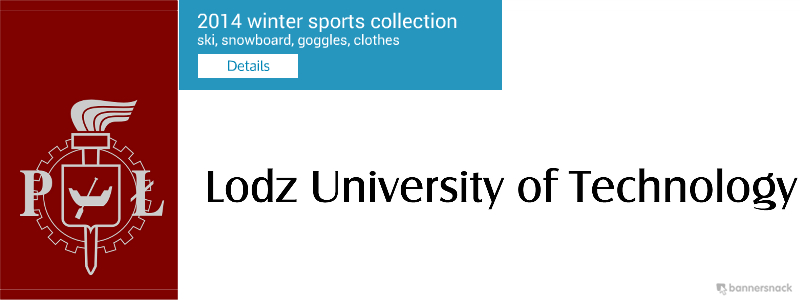 2014 winter sports collection
ski, snowboard, goggles, clothes
Details
P Ł
Lodz University of Technology
bannersnack